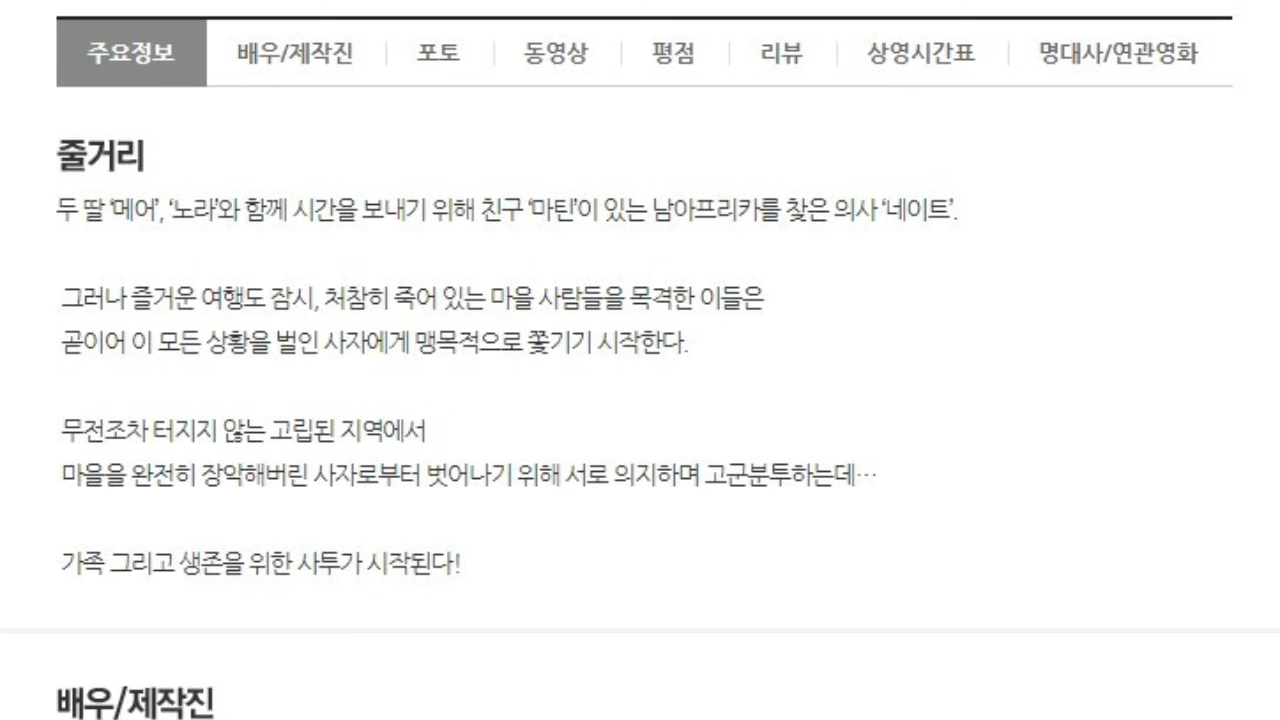 주요정보 배우/제작진 포토 동영상 평점 리뷰 상영시간표 명대사/연관영화
줄거리
두 딸 ‘메어’, ‘노라’와 함께 시간을 보내기 위해 친구 ‘마틴’이 있는 남아프리카를 찾은 의사 ‘네이트’.
그러나 즐거운 여행도 잠시, 처참히 죽어 있는 마을 사람들을 목격한 이들은
곧이어 이 모든 상황을 벌인 사자에게 맹목적으로 쫓기기 시작한다.
무전조차 터지지 않는 고립된 지역에서
마을을 완전히 장악해버린 사자로부터 벗어나기 위해 서로 의지하며 고군분투하는데…
가족 그리고 생존을 위한 사투가 시작된다!
배우/제작진